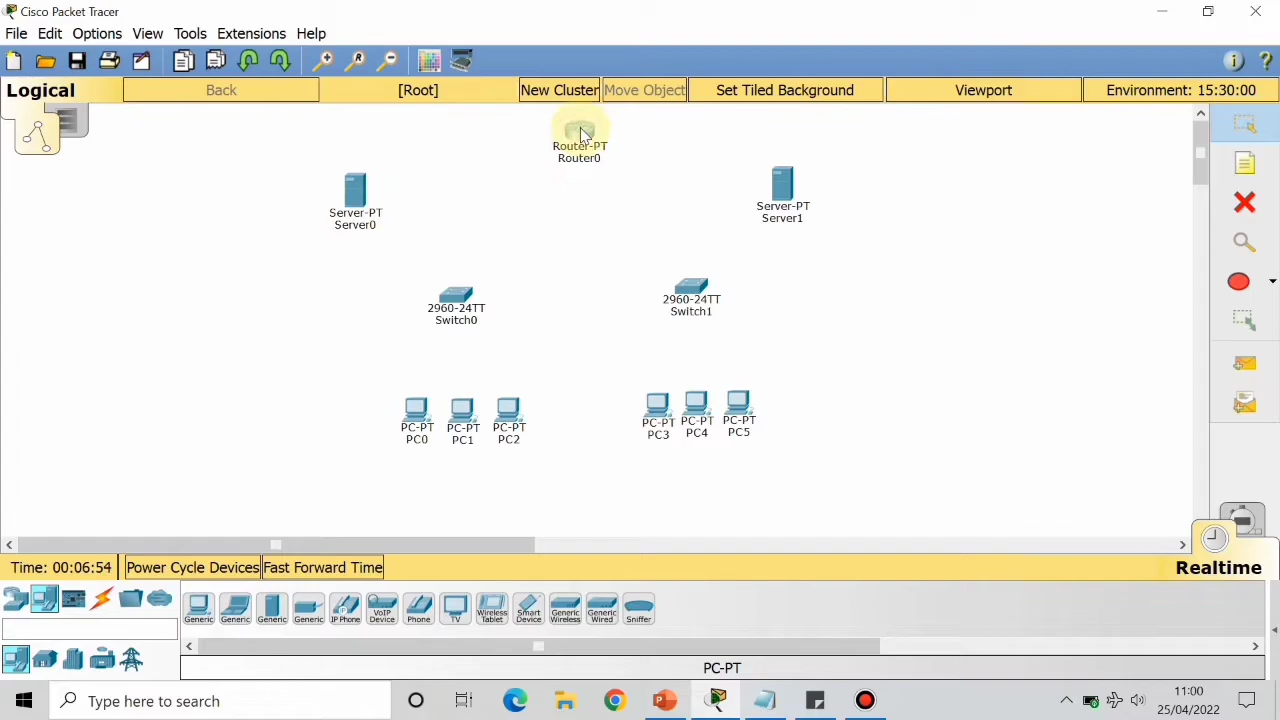 Cisco Packet Tracer
File Edit Options View Tools Extensions Help
Logical Back [Root] New Cluster Move Object Set Tiled Background Viewport Environment: 15:30:00
Router-PT
Router0
Server-PT
Server0
Server-PT
Server1
2960-24TT
Switch0
2960-24TT
Switch1
PC-PT
PC0
PC-PT
PC1
PC-PT
PC2
PC-PT
PC3
PC-PT
PC4
PC-PT
PC5
Time: 00:06:54 Power Cycle Devices Fast Forward Time Realtime
Generic
Generic
Generic
Generic
IP Phone
VoIP
Device
Phone
TV
Wireless
Tablet
Smart
Device
Generic
Wireless
Generic
Wired
Sniffer
PC-PT
Type here to search
11:00
25/04/2022